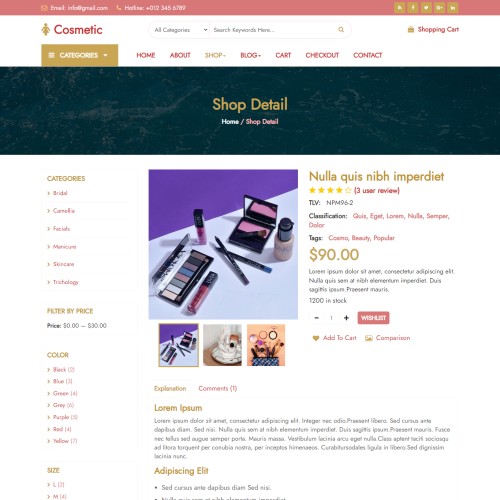 Email: info@gmail.com
Hotline: +012 345 6789
Cosmetic
All Categories
Search Keywords Here...
Shopping Cart
CATEGORIES
HOME
ABOUT
SHOP
BLOG
CART
CHECKOUT
CONTACT
Shop Detail
Home / Shop Detail
CATEGORIES
Bridal
Camellia
Facials
Manicure
Skincare
Trichology
FILTER BY PRICE
Price: $0.00 — $30.00
COLOR
Black (2)
Blue (3)
Green (4)
Grey (6)
Purple (5)
Red (4)
Yellow (7)
SIZE
L (2)
M (4)
Nulla quis nibh imperdiet
(3 user review)
TLV: NPM96-2
Classification: Quis, Eget, Lorem, Nulla, Semper,
Dolor
Tags: Cosmo, Beauty, Popular
$90.00
Lorem ipsum dolor sit amet, consectetur adipiscing elit.
Nulla quis sem at nibh elementum imperdiet. Duis
sagittis ipsum.Praesent mauris.
1200 in stock
− 1 + WISHLIST
Add To Cart
Comparison
Explanation
Comments (1)
Lorem Ipsum
Lorem ipsum dolor sit amet, consectetur adipiscing elit. Integer nec odio.Praesent libero. Sed cursus ante
dapibus diam. Sed nisi. Nulla quis sem at nibh elementum imperdiet. Duis sagittis ipsum. Praesent mauris. Fusce
nec tellus sed augue semper porta. Mauris massa. Vestibulum lacinia arcu eget nulla.Class aptent taciti sociosqu
ad litora torquent per conubia nostra, per inceptos himenaeos. Curabitursodales ligula in libero. Sed dignissim
lacinia nunc.
Adipiscing Elit
Sed cursus ante dapibus diam Sed nisi.
Nulla quis sem at nibh elementum imperdiet.